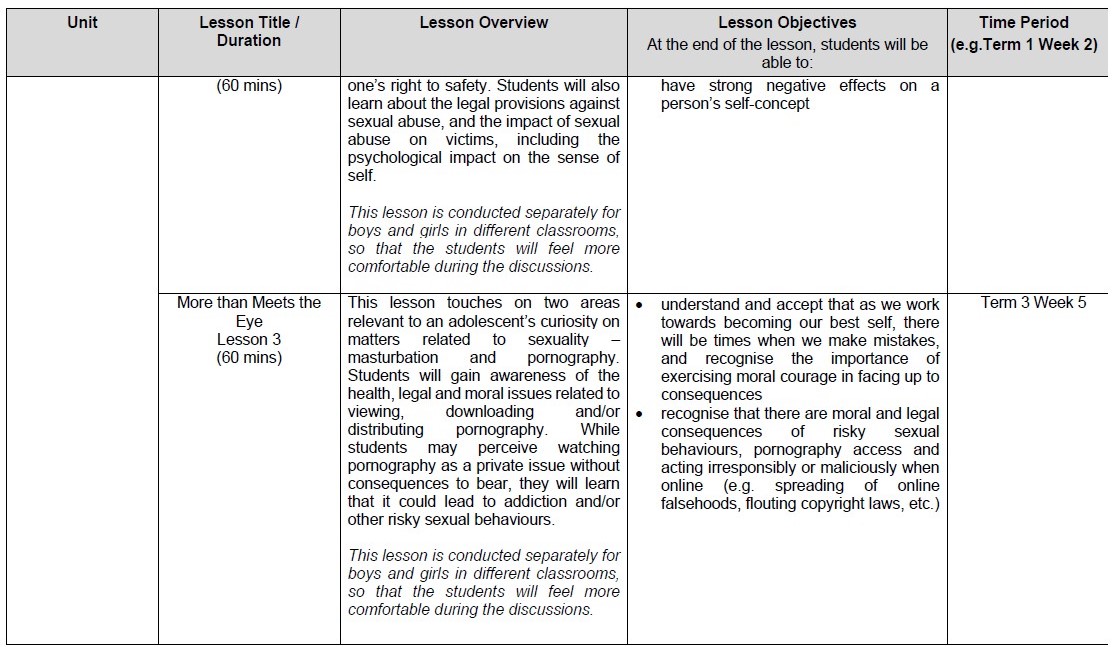 Unit
Lesson Title /
Duration
Lesson Overview
Lesson Objectives
At the end of the lesson, students will be
able to:
Time Period
(e.g.Term 1 Week 2)
(60 mins)
one's right to safety. Students will also
learn about the legal provisions against
sexual abuse, and the impact of sexual
abuse on victims, including the
psychological impact on the sense of
self.
This lesson is conducted separately for
boys and girls in different classrooms,
so that the students will feel more
comfortable during the discussions.
have strong negative effects on a
person's self-concept
More than Meets the
Eye
Lesson 3
(60 mins)
This lesson touches on two areas
relevant to an adolescent's curiosity on
matters related to sexuality –
masturbation and pornography.
Students will gain awareness of the
health, legal and moral issues related to
viewing, downloading and/or
distributing pornography. While
students may perceive watching
pornography as a private issue without
consequences to bear, they will learn
that it could lead to addiction and/or
other risky sexual behaviours.
This lesson is conducted separately for
boys and girls in different classrooms,
so that the students will feel more
comfortable during the discussions.
• understand and accept that as we work
towards becoming our best self, there
will be times when we make mistakes,
and recognise the importance of
exercising moral courage in facing up to
consequences
• recognise that there are moral and legal
consequences of risky sexual
behaviours, pornography access and
acting irresponsibly or maliciously when
online (e.g. spreading of online
falsehoods, flouting copyright laws, etc.)
Term 3 Week 5